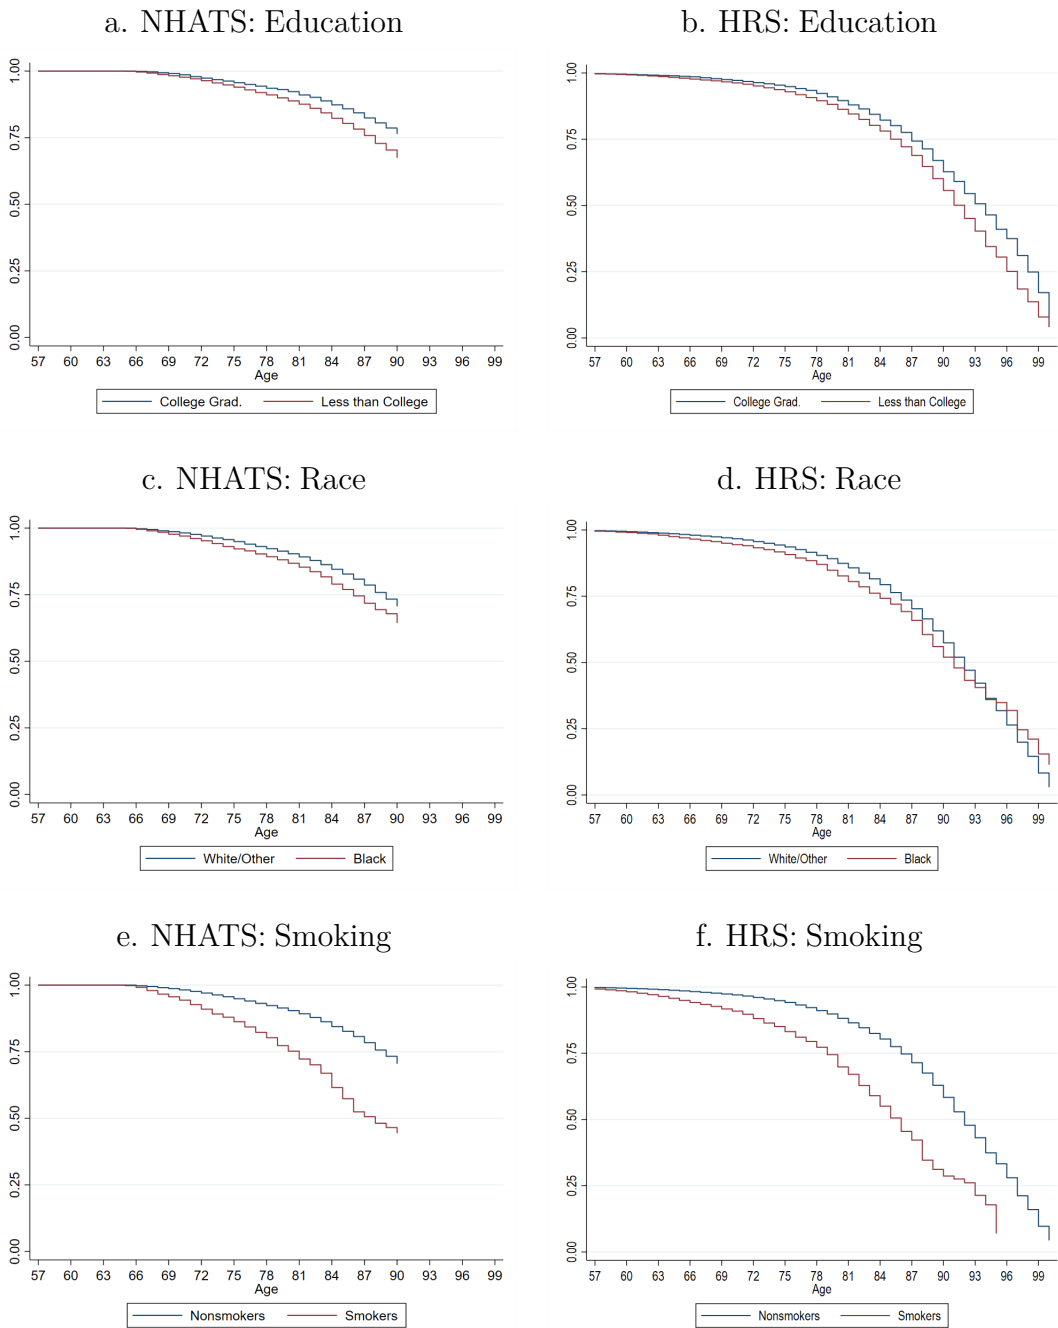 a. NHATS: Education
1.00
0.75
0.50
0.25
0.00
57 60 63 66 69 72 75 78 81 84 87 90 93 96 99
Age
College Grad. Less than College
b. HRS: Education
1.00
0.75
0.50
0.25
0.00
57 60 63 66 69 72 75 78 81 84 87 90 93 96 99
Age
College Grad. Less than College
c. NHATS: Race
1.00
0.75
0.50
0.25
0.00
57 60 63 66 69 72 75 78 81 84 87 90 93 96 99
Age
White/Other Black
d. HRS: Race
1.00
0.75
0.50
0.25
0.00
57 60 63 66 69 72 75 78 81 84 87 90 93 96 99
Age
White/Other Black
e. NHATS: Smoking
1.00
0.75
0.50
0.25
0.00
57 60 63 66 69 72 75 78 81 84 87 90 93 96 99
Age
Nonsmokers Smokers
f. HRS: Smoking
1.00
0.75
0.50
0.25
0.00
57 60 63 66 69 72 75 78 81 84 87 90 93 96 99
Age
Nonsmokers Smokers